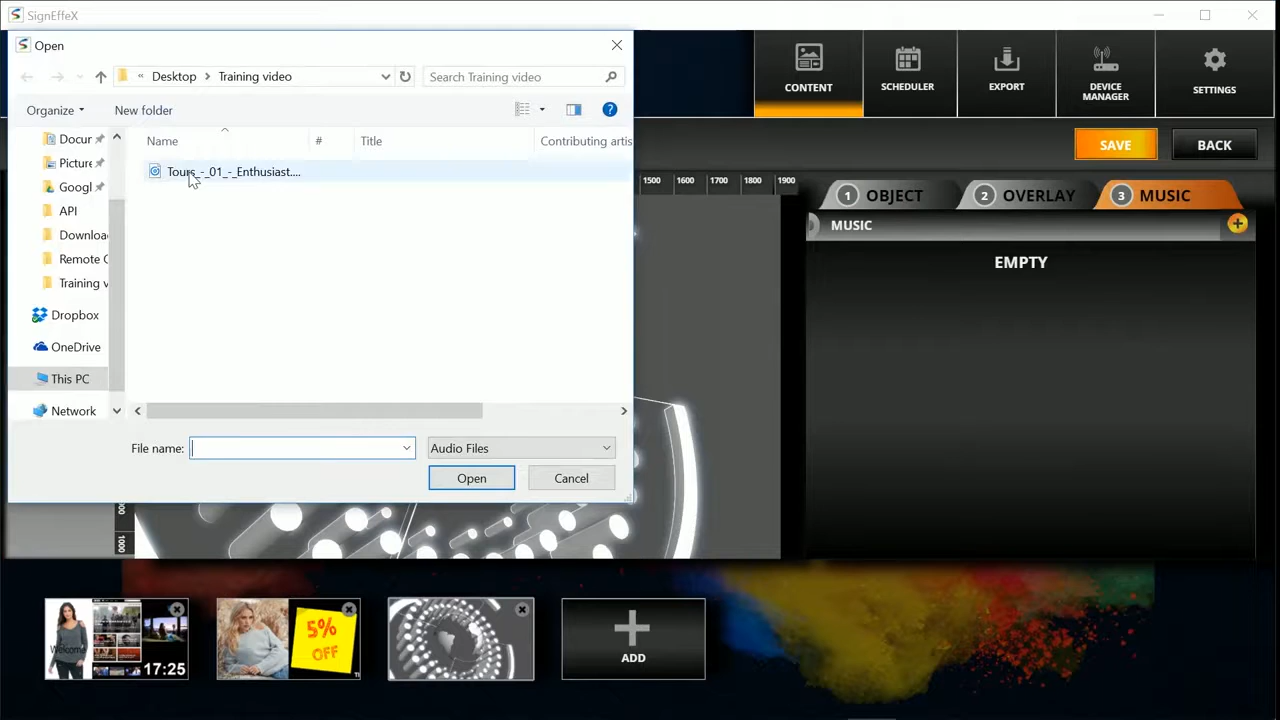 SignEffeX
Open
« Desktop > Training video
Search Training video
Organize
New folder
Name
#
Title
Contributing artis
Tours_-_01_-_Enthusiast....
Docur
Picture
Googl
API
Downloa
Remote C
Training v
Dropbox
OneDrive
This PC
Network
File name:
Audio Files
Open
Cancel
CONTENT
SCHEDULER
EXPORT
DEVICE
MANAGER
SETTINGS
SAVE
BACK
1500 1600 1700 1800 1900
1 OBJECT
2 OVERLAY
3 MUSIC
MUSIC
EMPTY
1000
Welcome
17:25
5%
OFF
ADD